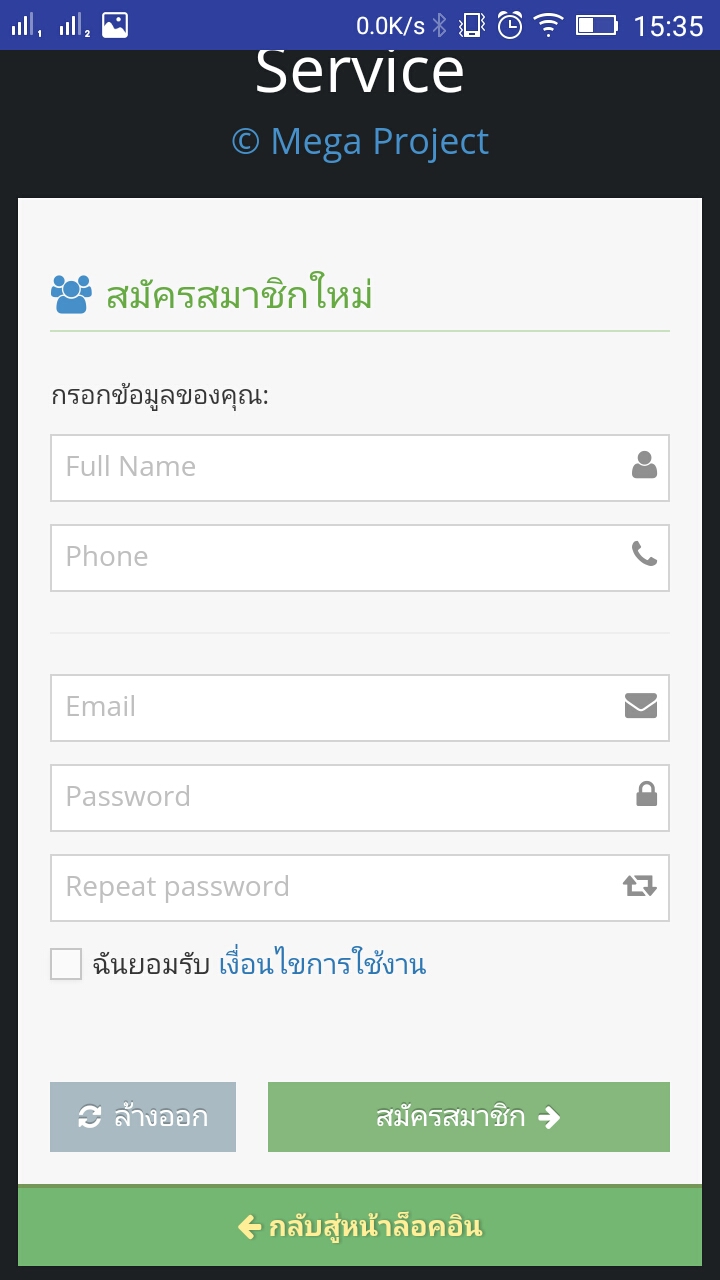 1 2 0.0K/s 15:35
Service
© Mega Project
สมัครสมาชิกใหม่
กรอกข้อมูลของคุณ:
Full Name
Phone
Email
Password
Repeat password
ฉันยอมรับ เงื่อนไขการใช้งาน
ล้างออก
สมัครสมาชิก
กลับสู่หน้าล็อคอิน